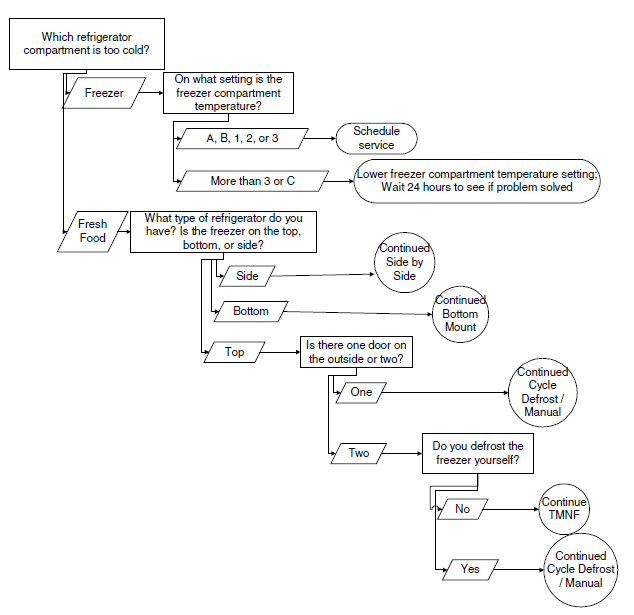 Which refrigerator
compartment is too cold?
Freezer
On what setting is the
freezer compartment
temperature?
A, B, 1, 2, or 3
Schedule
service
More than 3 or C
Lower freezer compartment temperature setting;
Wait 24 hours to see if problem solved
Fresh
Food
What type of refrigerator do you
have? Is the freezer on the top,
bottom, or side?
Side
Continued
Side by
Side
Bottom
Continued
Bottom
Mount
Top
Is there one door on
the outside or two?
One
Continued
Cycle
Defrost /
Manual
Two
Do you defrost the
freezer yourself?
No
Continue
TMNF
Yes
Continued
Cycle Defrost
/ Manual